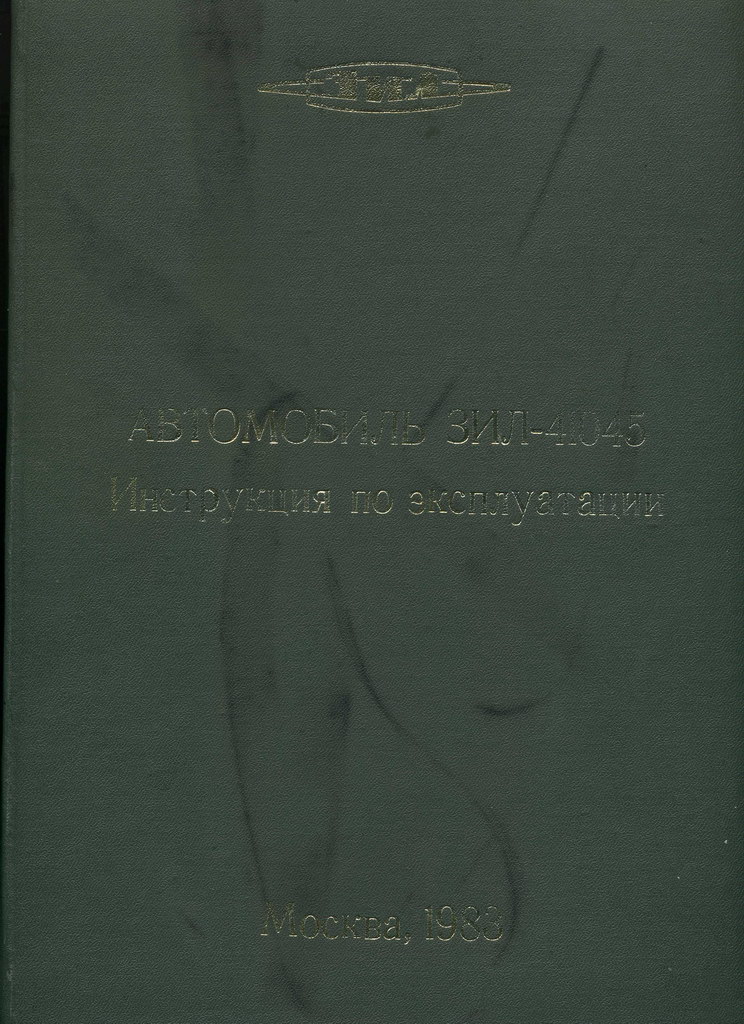 АВТОМОБИЛЬ ЗИЛ-41045
Инструкция по эксплуатации
Москва, 1983